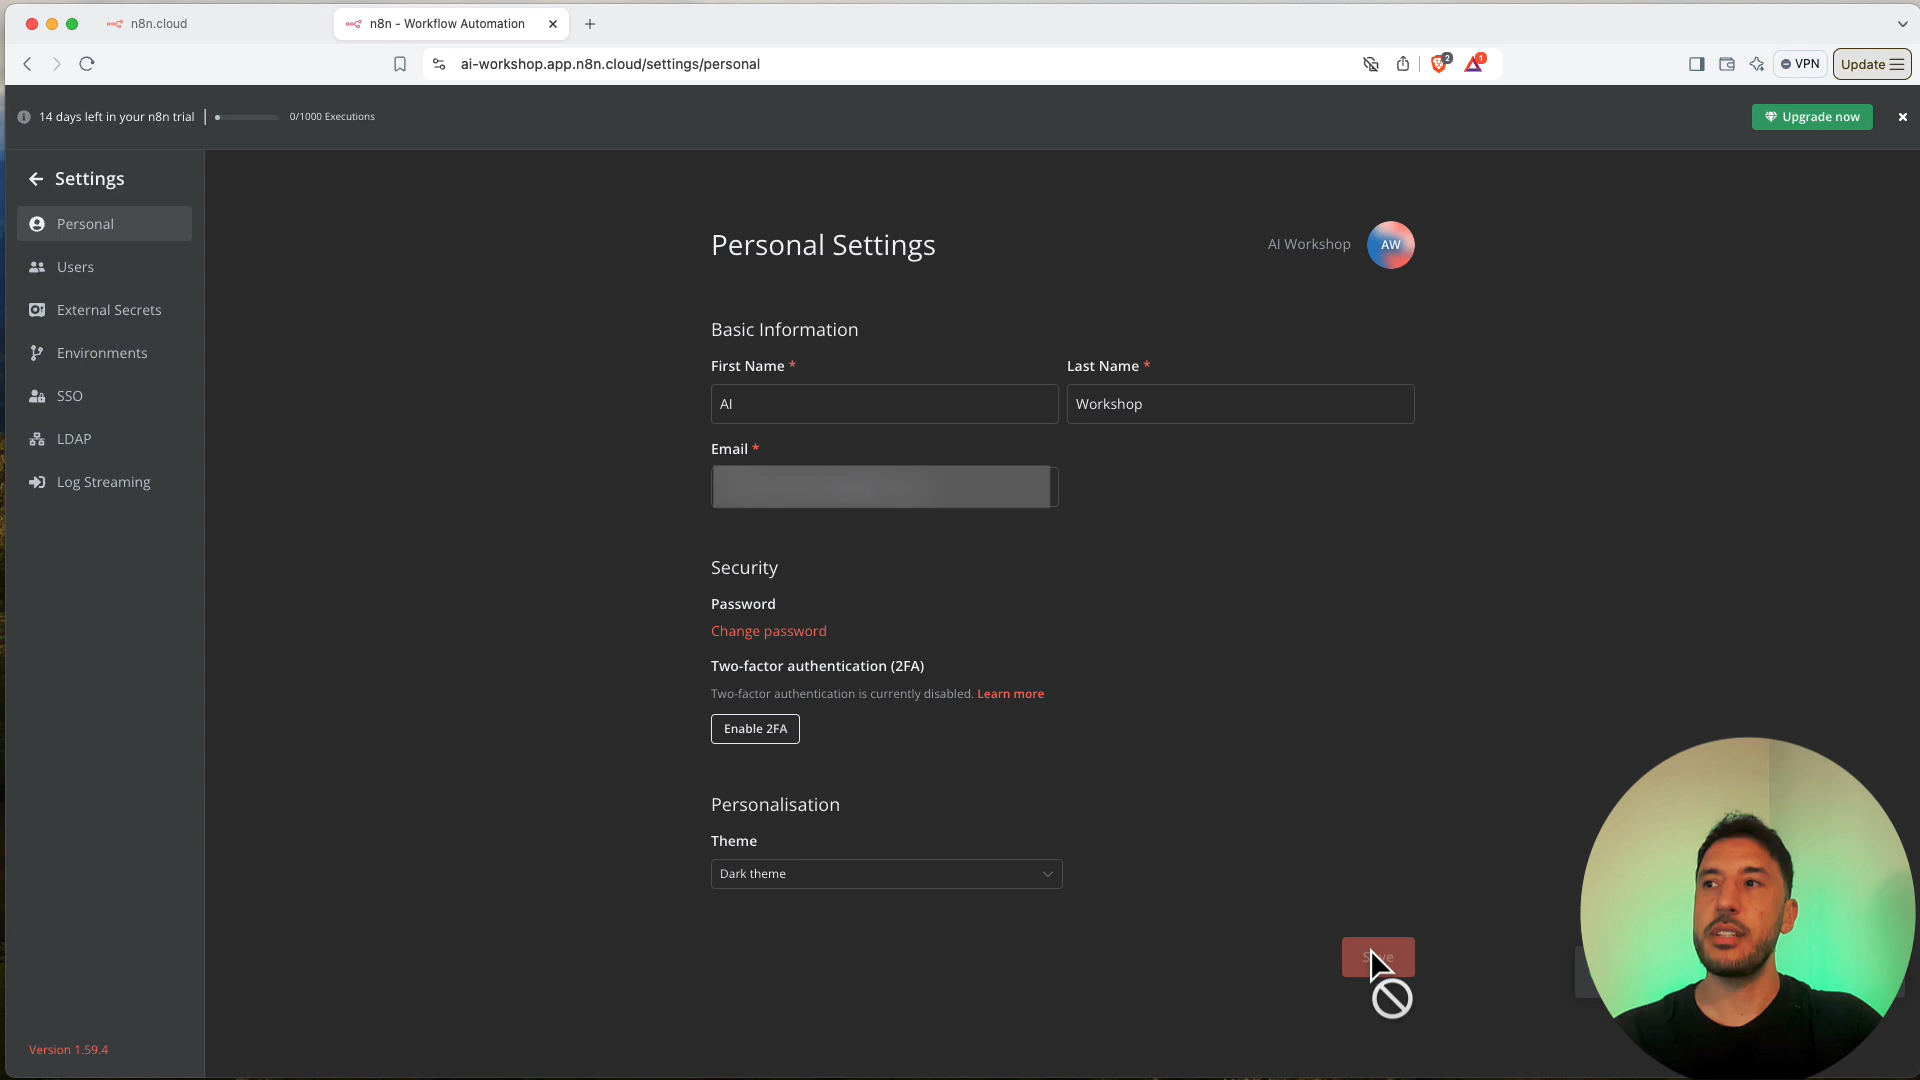 n8n.cloud
n8n - Workflow Automation
ai-workshop.app.n8n.cloud/settings/personal
2
1
VPN
Update
14 days left in your n8n trial
0/1000 Executions
Upgrade now
Settings
Personal
Users
External Secrets
Environments
SSO
LDAP
Log Streaming
Version 1.59.4
Personal Settings
AI Workshop
AW
Basic Information
First Name *
Last Name *
AI
Workshop
Email *
Security
Password
Change password
Two-factor authentication (2FA)
Two-factor authentication is currently disabled. Learn more
Enable 2FA
Personalisation
Theme
Dark theme